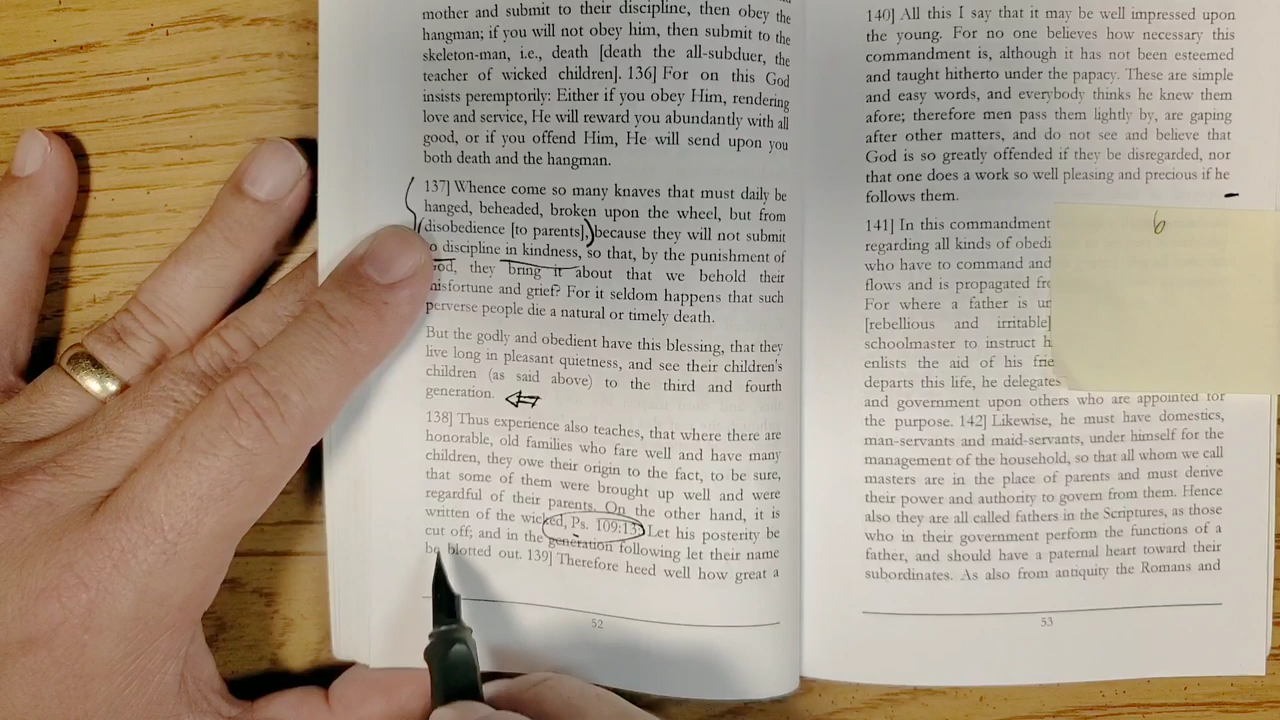 mother and submit to their discipline, then obey the
hangman; if you will not obey him, then submit to the
skeleton-man, i.e., death [death the all-subduer, the
teacher of wicked children]. 136] For on this God
insists peremptorily: Either if you obey Him, rendering
love and service, He will reward you abundantly with all
good, or if you offend Him, He will send upon you
both death and the hangman.
137] Whence come so many knaves that must daily be
hanged, beheaded, broken upon the wheel, but from
disobedience [to parents], because they will not submit
to discipline in kindness, so that, by the punishment of
God, they bring it about that we behold their
misfortune and grief? For it seldom happens that such
perverse people die a natural or timely death.
But the godly and obedient have this blessing, that they
live long in pleasant quietness, and see their children's
children (as said above) to the third and fourth
generation.
138] Thus experience also teaches, that where there are
honorable, old families who fare well and have many
children, they owe their origin to the fact, to be sure,
that some of them were brought up well and were
regardful of their parents. On the other hand, it is
written of the wicked, Ps. 109:13 Let his posterity be
cut off; and in the generation following let their name
be blotted out. 139] Therefore heed well how great a
52
140] All this I say that it may be well impressed upon
the young. For no one believes how necessary this
commandment is, although it has not been esteemed
and taught hitherto under the papacy. These are simple
and easy words, and everybody thinks he knew them
afore; therefore men pass them lightly by, are gaping
after other matters, and do not see and believe that
God is so greatly offended if they be disregarded, nor
that one does a work so well pleasing and precious if he
follows them.
141] In this commandment
regarding all kinds of obedi
who have to command and
flows and is propagated fr
For where a father is un
[rebellious and irritable]
schoolmaster to instruct h
enlists the aid of his frie
departs this life, he delegates
and government upon others who are appointed for
the purpose. 142] Likewise, he must have domestics,
man-servants and maid-servants, under himself for the
management of the household, so that all whom we call
masters are in the place of parents and must derive
their power and authority to govern from them. Hence
also they are all called fathers in the Scriptures, as those
who in their government perform the functions of a
father, and should have a paternal heart toward their
subordinates. As also from antiquity the Romans and
53
6